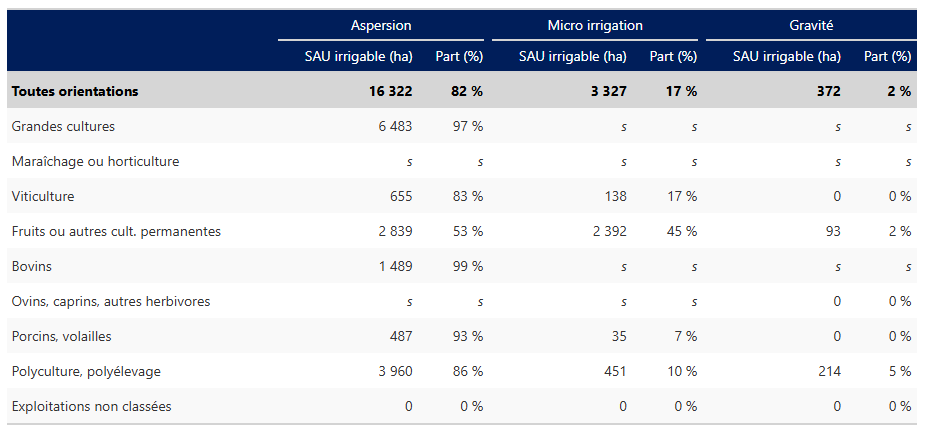 Aspersion Micro irrigation Gravité
SAU irrigable (ha) Part (%) SAU irrigable (ha) Part (%) SAU irrigable (ha) Part (%)
Toutes orientations 16 322 82 % 3 327 17 % 372 2 %
Grandes cultures 6 483 97 % s s s s
Maraîchage ou horticulture s s s s s s
Viticulture 655 83 % 138 17 % 0 0 %
Fruits ou autres cult. permanentes 2 839 53 % 2 392 45 % 93 2 %
Bovins 1 489 99 % s s s s
Ovins, caprins, autres herbivores s s s s 0 0 %
Porcins, volailles 487 93 % 35 7 % 0 0 %
Polyculture, polyélevage 3 960 86 % 451 10 % 214 5 %
Exploitations non classées 0 0 % 0 0 % 0 0 %